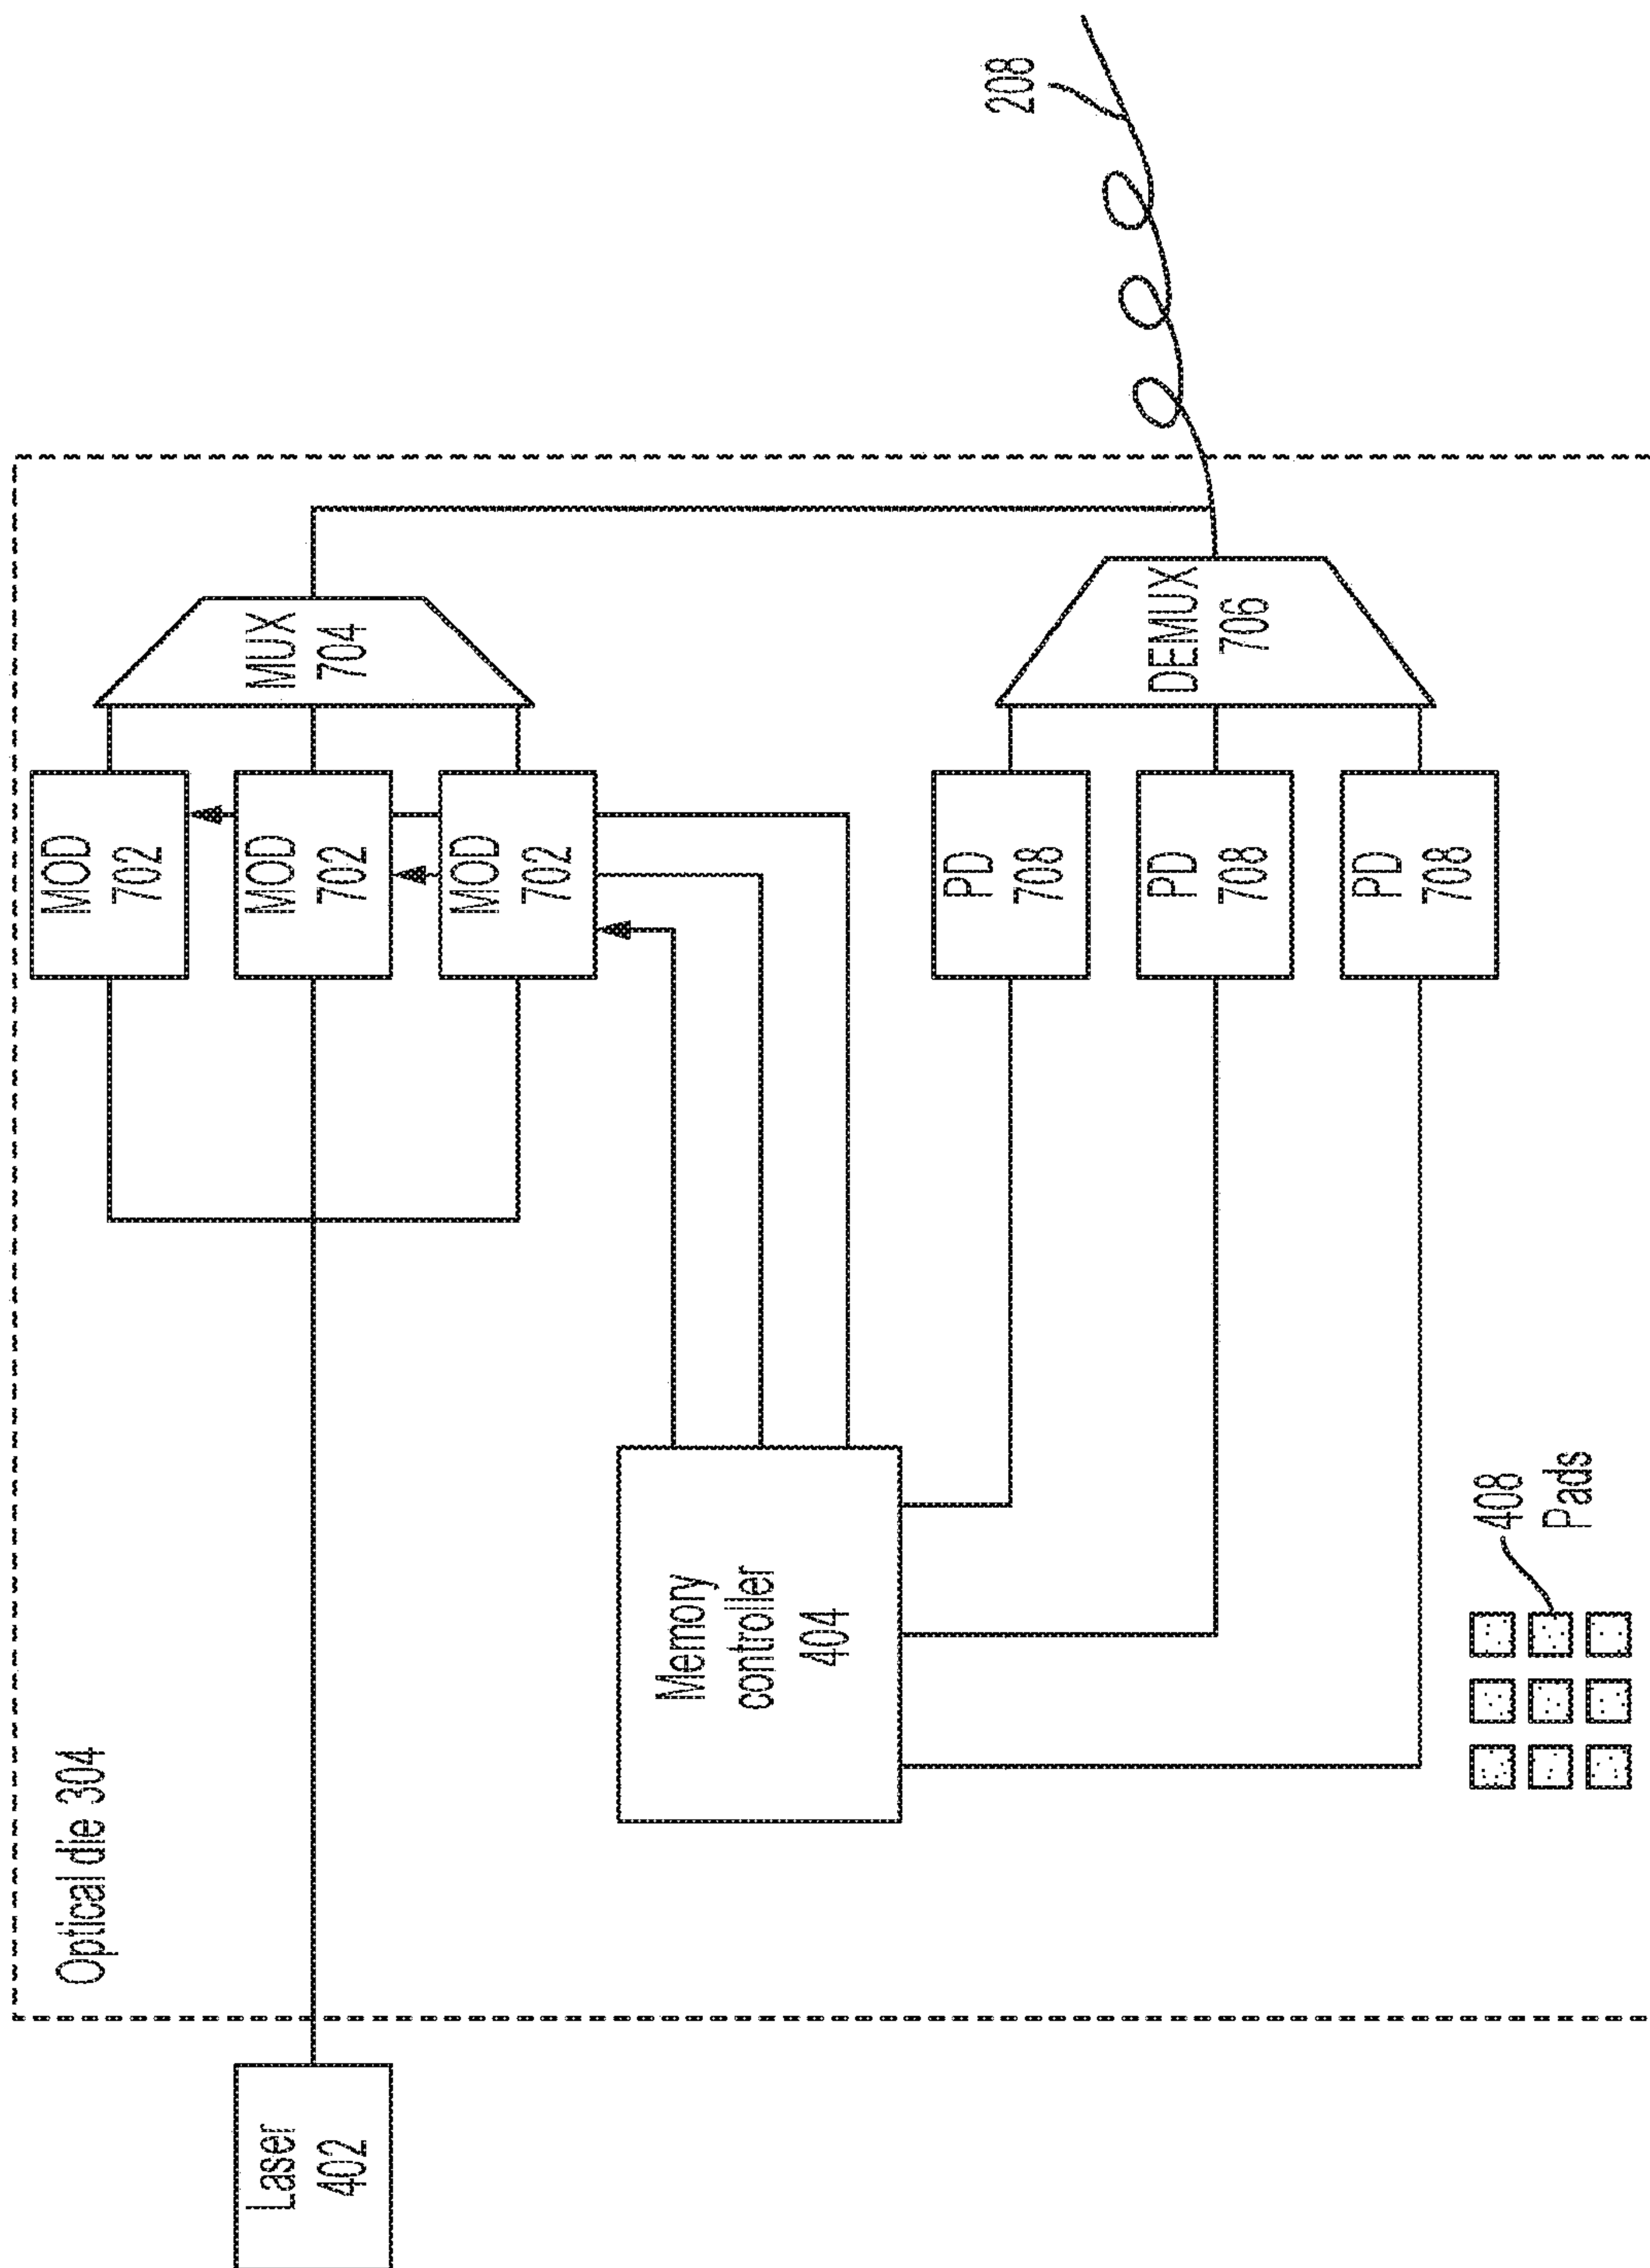 Optical die 304
Laser
402
MOD
702
MOD
702
MOD
702
MUX
704
Memory
controller
404
PD
708
PD
708
PD
708
DEMUX
706
208
408
Pads